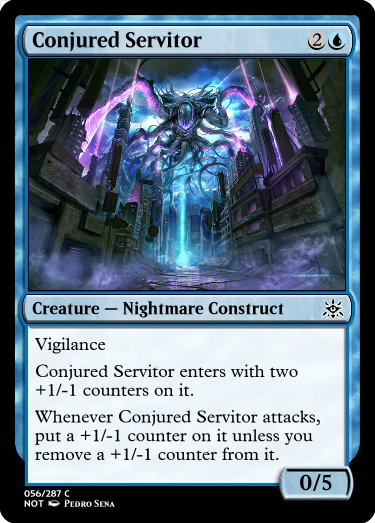 Conjured Servitor 2
Creature — Nightmare Construct
Vigilance
Conjured Servitor enters with two
+1/-1 counters on it.
Whenever Conjured Servitor attacks,
put a +1/-1 counter on it unless you
remove a +1/-1 counter from it.
0/5
056/287 C
NOT Pedro Sena